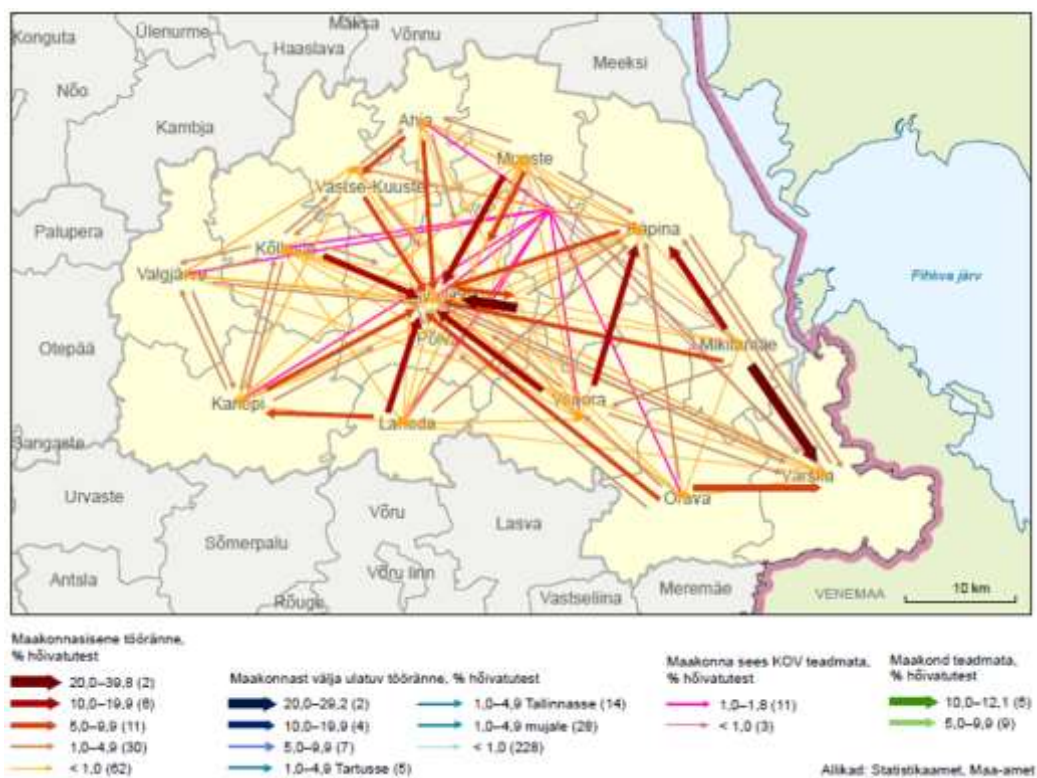 Konguta
Ülenurme
Mäksa
Haaslava
Võnnu
Meeksi
Nõo
Kambja
Ahja
Mooste
Vastse-Kuuste
Palupera
Räpina
Kõlleste
Valgjärve
Pihkva järv
Otepää
Põlva
Mikitamäe
Kanepi
Laheda
Veriora
Sangaste
Värska
Urvaste
Võru
Lasva
Orava
Sõmerpalu
Antsla
Võru linn
Meremäe
Rõuge
Vastseliina
VENEMAA
10 km
Maakonnasisene tööränne,
% hõivatutest
20,0–39,8 (2)
10,0–19,9 (6)
5,0–9,9 (11)
1,0–4,9 (30)
< 1,0 (62)
Maakonnast välja ulatuv tööränne, % hõivatutest
20,0–29,2 (2)
10,0–19,9 (4)
5,0–9,9 (7)
1,0–4,9 Tartusse (5)
1,0–4,9 Tallinnasse (14)
1,0–4,9 mujale (28)
< 1,0 (228)
Maakonna sees KOV teadmata,
% hõivatutest
1,0–1,8 (11)
< 1,0 (3)
Maakond teadmata,
% hõivatutest
10,0–12,1 (5)
5,0–9,9 (9)
Allikad: Statistikaamet, Maa-amet